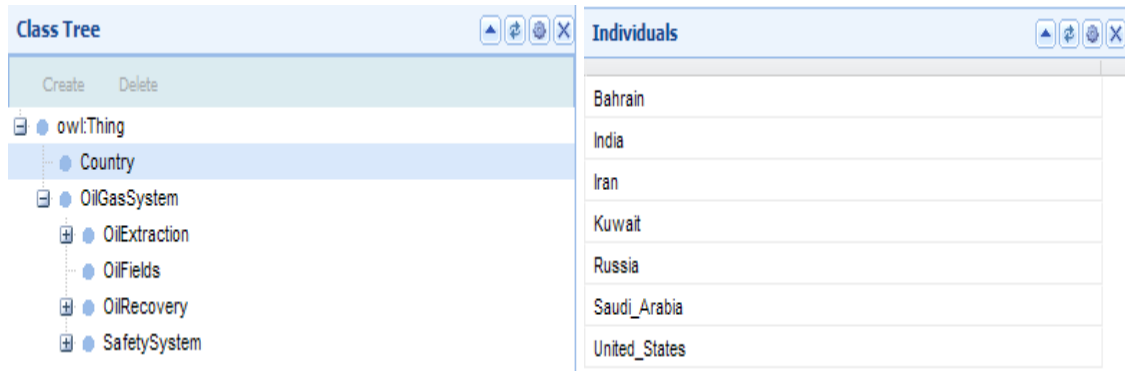 Class Tree
Create Delete
owl:Thing
Country
OilGasSystem
OilExtraction
OilFields
OilRecovery
SafetySystem
Individuals
Bahrain
India
Iran
Kuwait
Russia
Saudi_Arabia
United_States